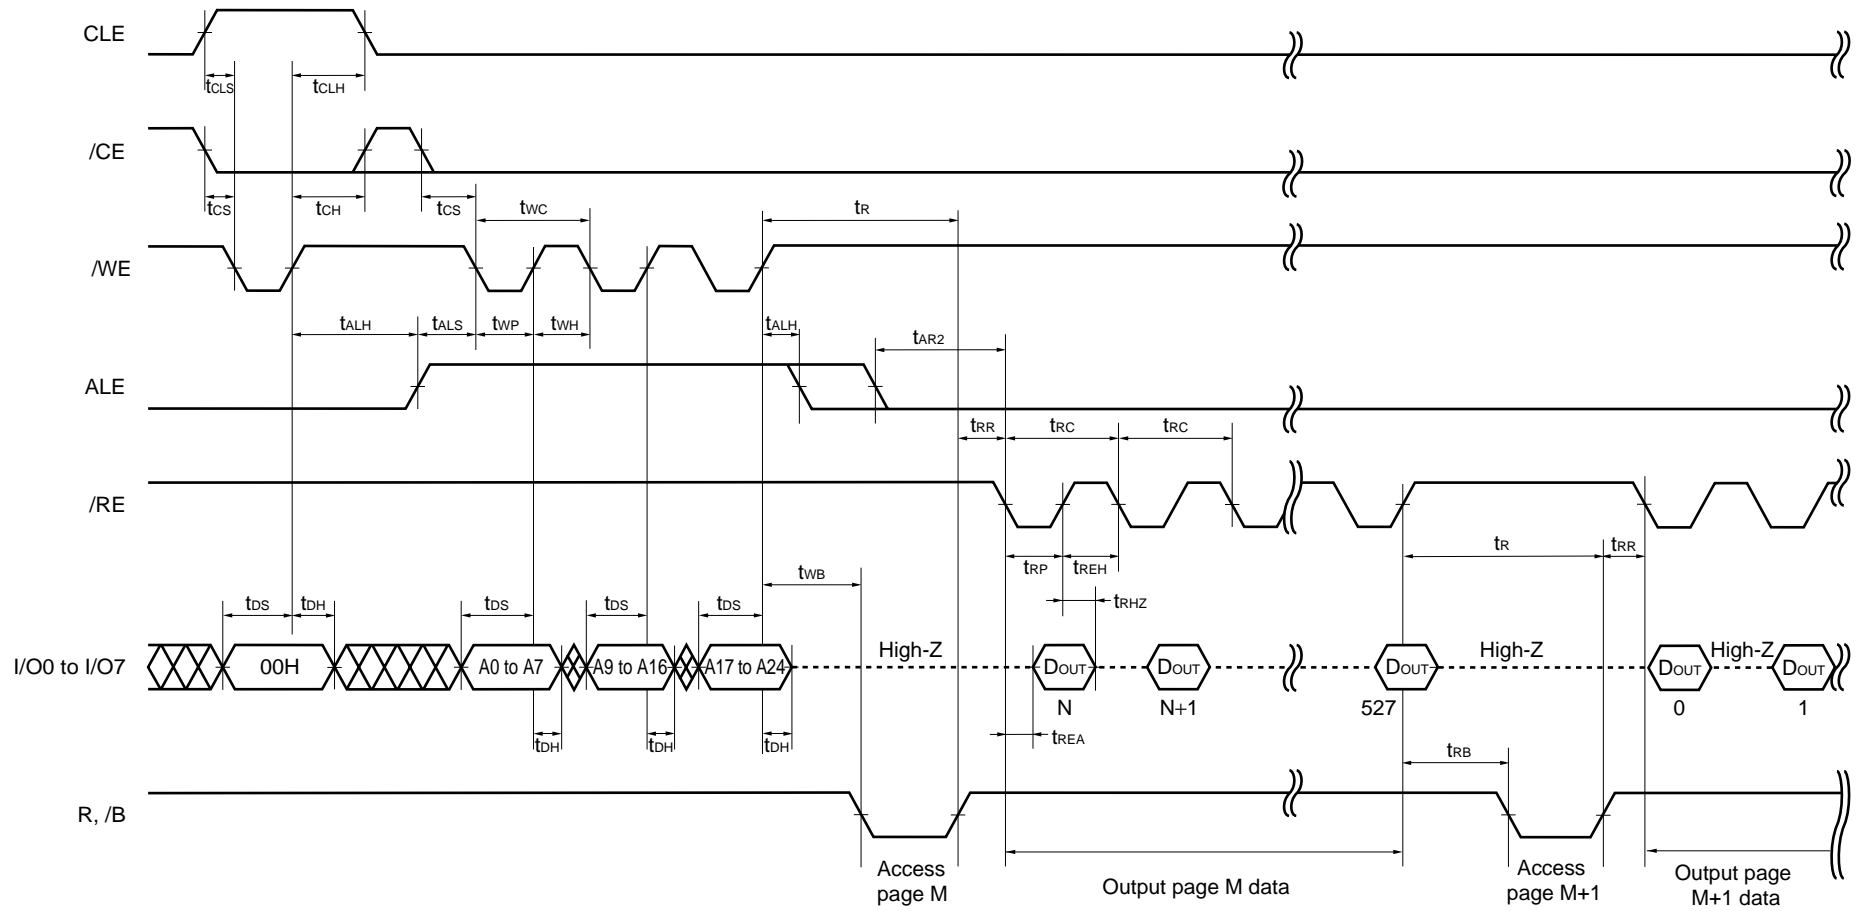 CLE
tCLS
tCLH
/CE
tCS
tCH
tCS
tWC
tR
/WE
tALH
tALS
tWP
tWH
tALH
tAR2
ALE
tRR
tRC
tRC
/RE
tWB
tRP
tREH
tR
tRR
tDS
tDH
tDS
tDS
tDS
tRHZ
I/O0 to I/O7
00H
A0 to A7
A9 to A16
A17 to A24
High-Z
DOUT
DOUT
DOUT
High-Z
DOUT
High-Z
DOUT
N
N+1
527
0
1
tDH
tDH
tDH
tREA
tRB
R, /B
Access
page M
Output page M data
Access
page M+1
Output page
M+1 data